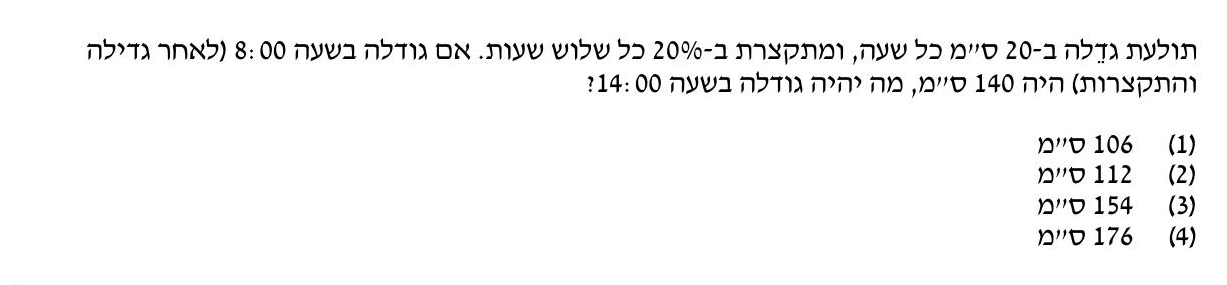 תולעת גדֵלה ב-20 ס״מ כל שעה, ומתקצרת ב-20% כל שלוש שעות. אם גודלה בשעה 8:00 (לאחר גדילה
והתקצרות) היה 140 ס״מ, מה יהיה גודלה בשעה 14:00?
(1) 106 ס״מ
(2) 112 ס״מ
(3) 154 ס״מ
(4) 176 ס״מ